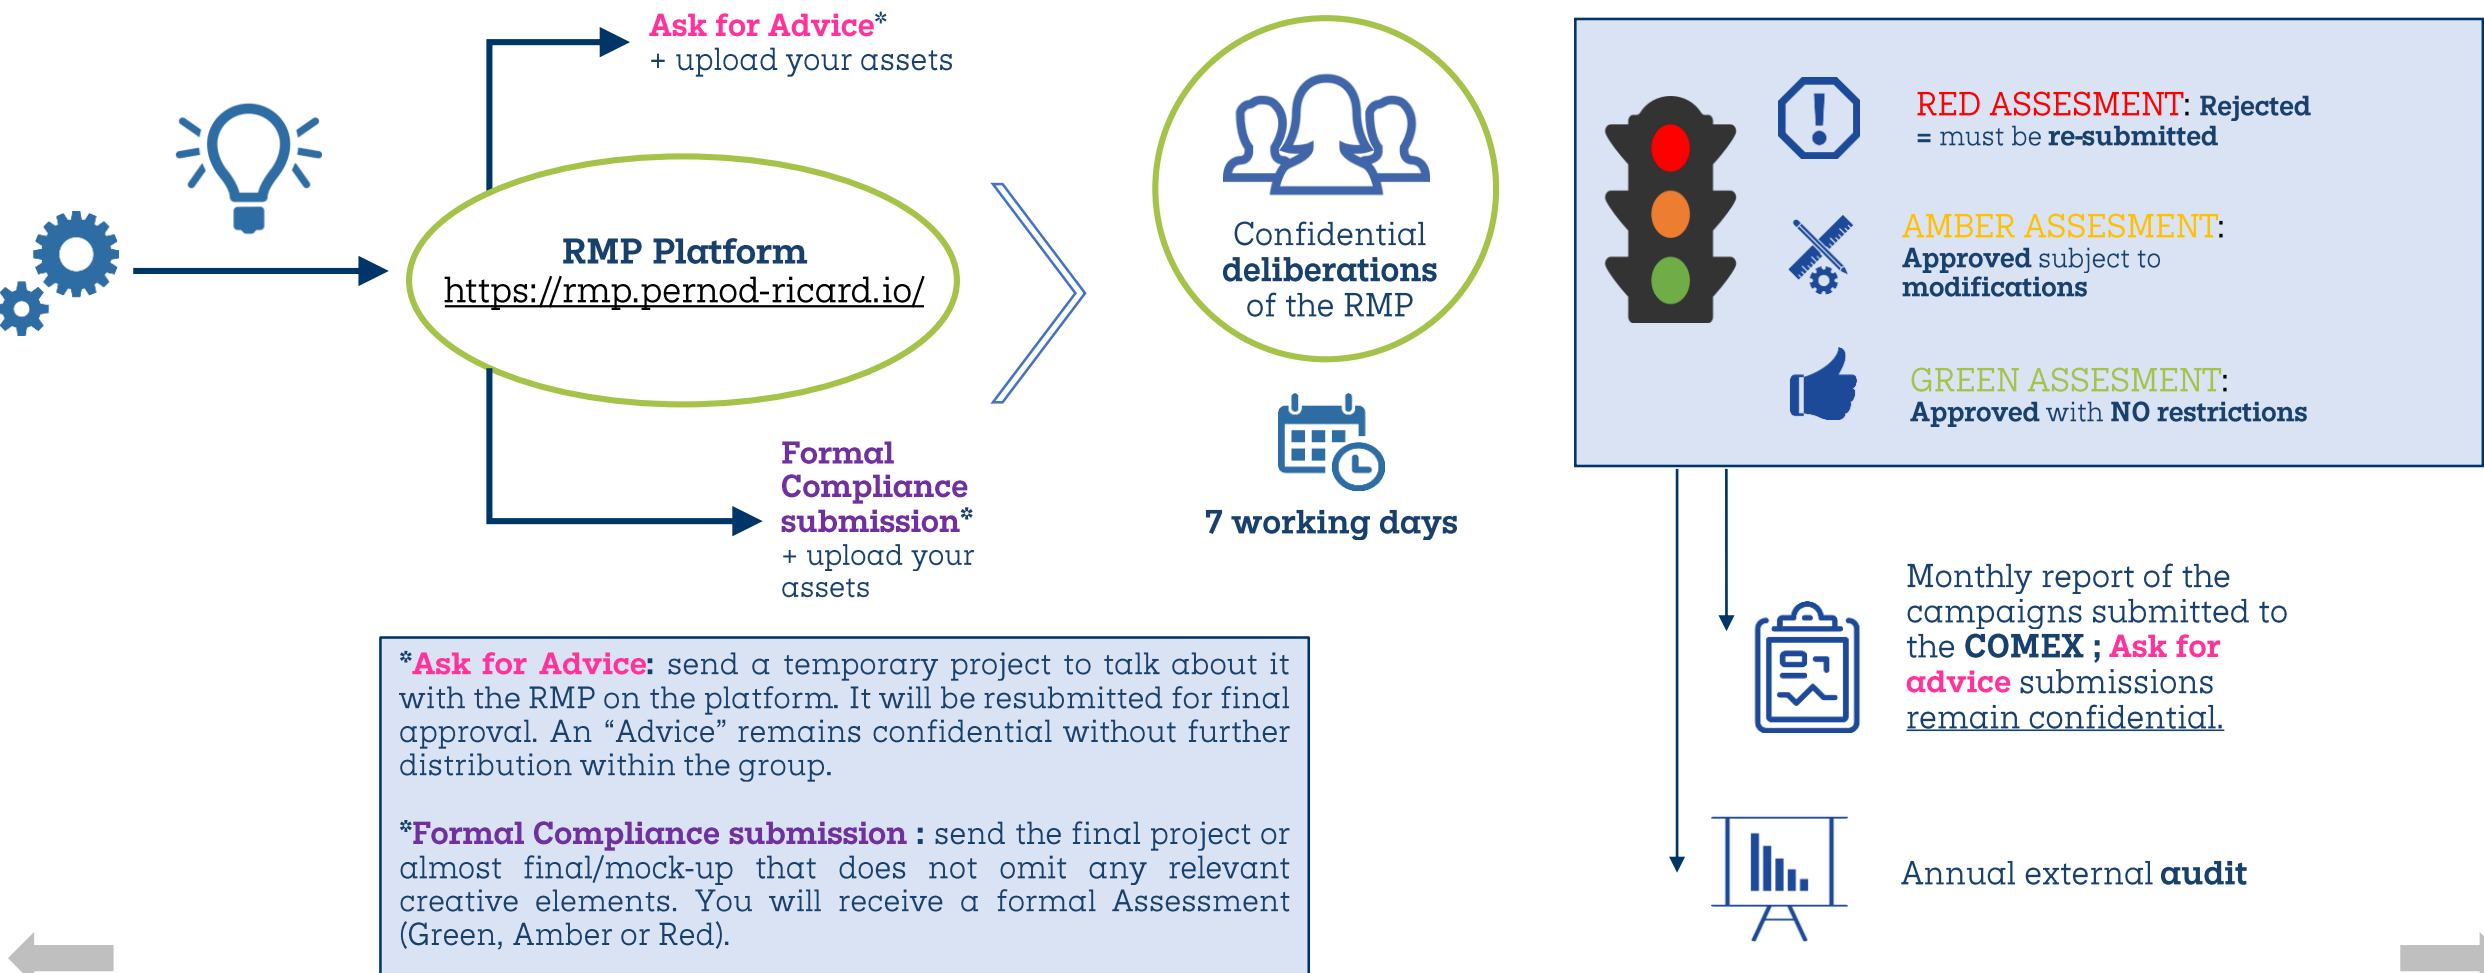 Ask for Advice*
+ upload your assets
RMP Platform
https://rmp.pernod-ricard.io/
Formal
Compliance
submission*
+ upload your
assets
Confidential
deliberations
of the RMP
7 working days
RED ASSESMENT: Rejected
= must be re-submitted
AMBER ASSESMENT:
Approved subject to
modifications
GREEN ASSESMENT:
Approved with NO restrictions
Monthly report of the
campaigns submitted to
the COMEX ; Ask for
advice submissions
remain confidential.
Annual external audit
*Ask for Advice: send a temporary project to talk about it
with the RMP on the platform. It will be resubmitted for final
approval. An “Advice” remains confidential without further
distribution within the group.
*Formal Compliance submission : send the final project or
almost final/mock-up that does not omit any relevant
creative elements. You will receive a formal Assessment
(Green, Amber or Red).